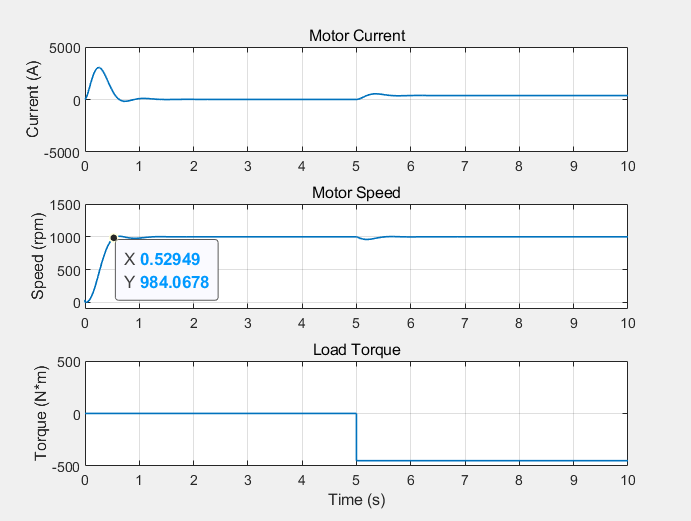 Motor Current
Current (A)
5000
0
-5000
0 1 2 3 4 5 6 7 8 9 10
Motor Speed
Speed (rpm)
1500
1000
500
0
X 0.52949
Y 984.0678
0 1 2 3 4 5 6 7 8 9 10
Load Torque
Torque (N*m)
500
0
-500
0 1 2 3 4 5 6 7 8 9 10
Time (s)